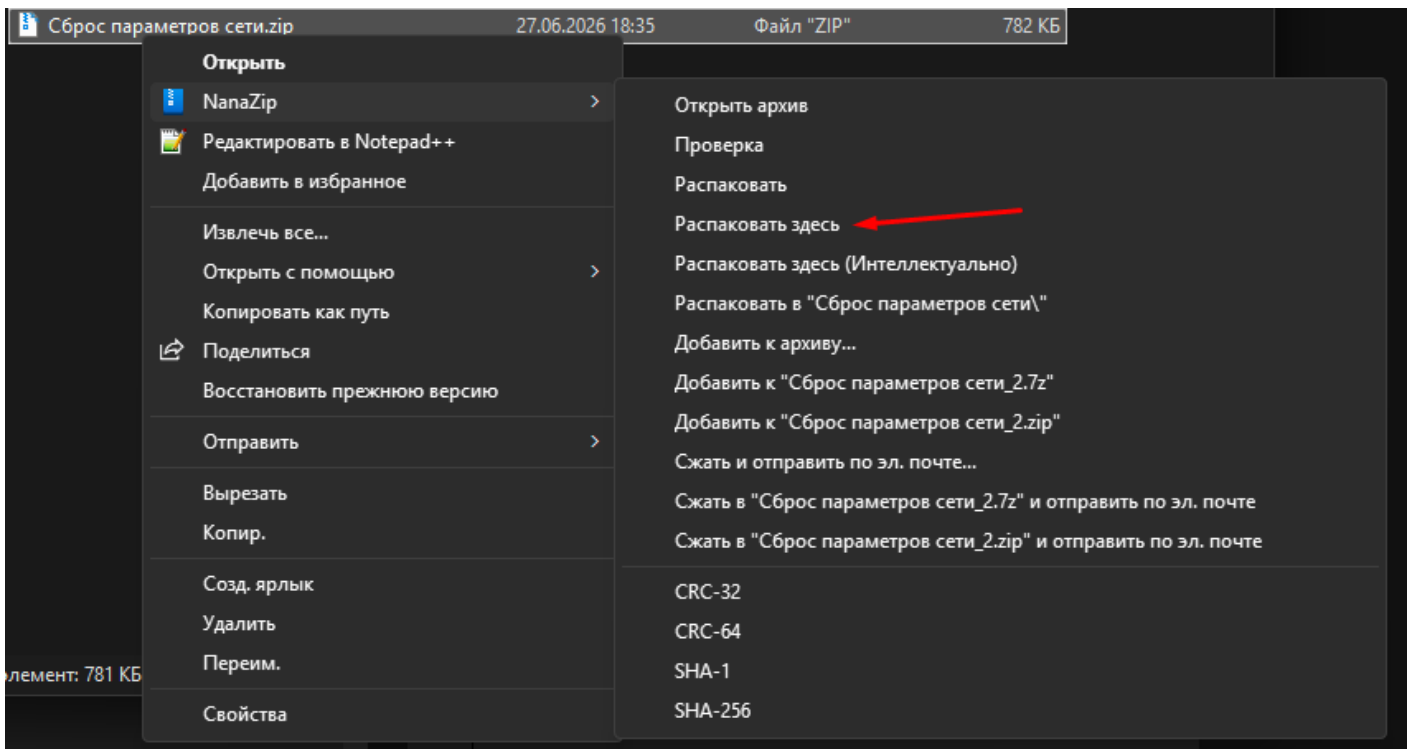 Сброс параметров сети.zip 27.06.2026 18:35 Файл "ZIP" 782 КБ
Открыть
NanaZip
Редактировать в Notepad++
Добавить в избранное
Извлечь все...
Открыть с помощью
Копировать как путь
Поделиться
Восстановить прежнюю версию
Отправить
Вырезать
Копир.
Созд. ярлык
Удалить
Переим.
Свойства
Открыть архив
Проверка
Распаковать
Распаковать здесь
Распаковать здесь (Интеллектуально)
Распаковать в "Сброс параметров сети\"
Добавить к архиву...
Добавить к "Сброс параметров сети_2.7z"
Добавить к "Сброс параметров сети_2.zip"
Сжать и отправить по эл. почте...
Сжать в "Сброс параметров сети_2.7z" и отправить по эл. почте
Сжать в "Сброс параметров сети_2.zip" и отправить по эл. почте
CRC-32
CRC-64
SHA-1
SHA-256
лемент: 781 КБ